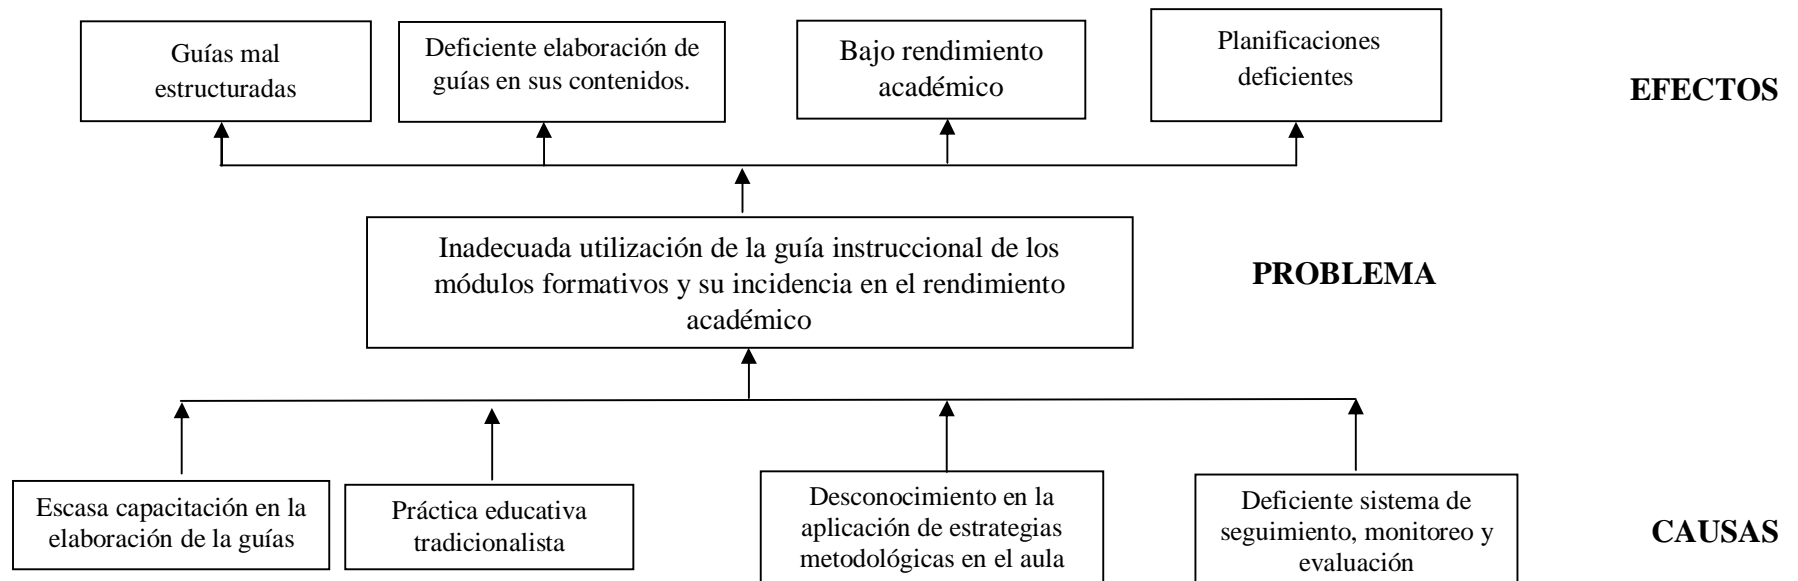 Guías mal
estructuradas
Deficiente elaboración de
guías en sus contenidos.
Bajo rendimiento
académico
Planificaciones
deficientes
EFECTOS
Inadecuada utilización de la guía instruccional de los
módulos formativos y su incidencia en el rendimiento
académico
PROBLEMA
Escasa capacitación en la
elaboración de la guías
Práctica educativa
tradicionalista
Desconocimiento en la
aplicación de estrategias
metodológicas en el aula
Deficiente sistema de
seguimiento, monitoreo y
evaluación
CAUSAS